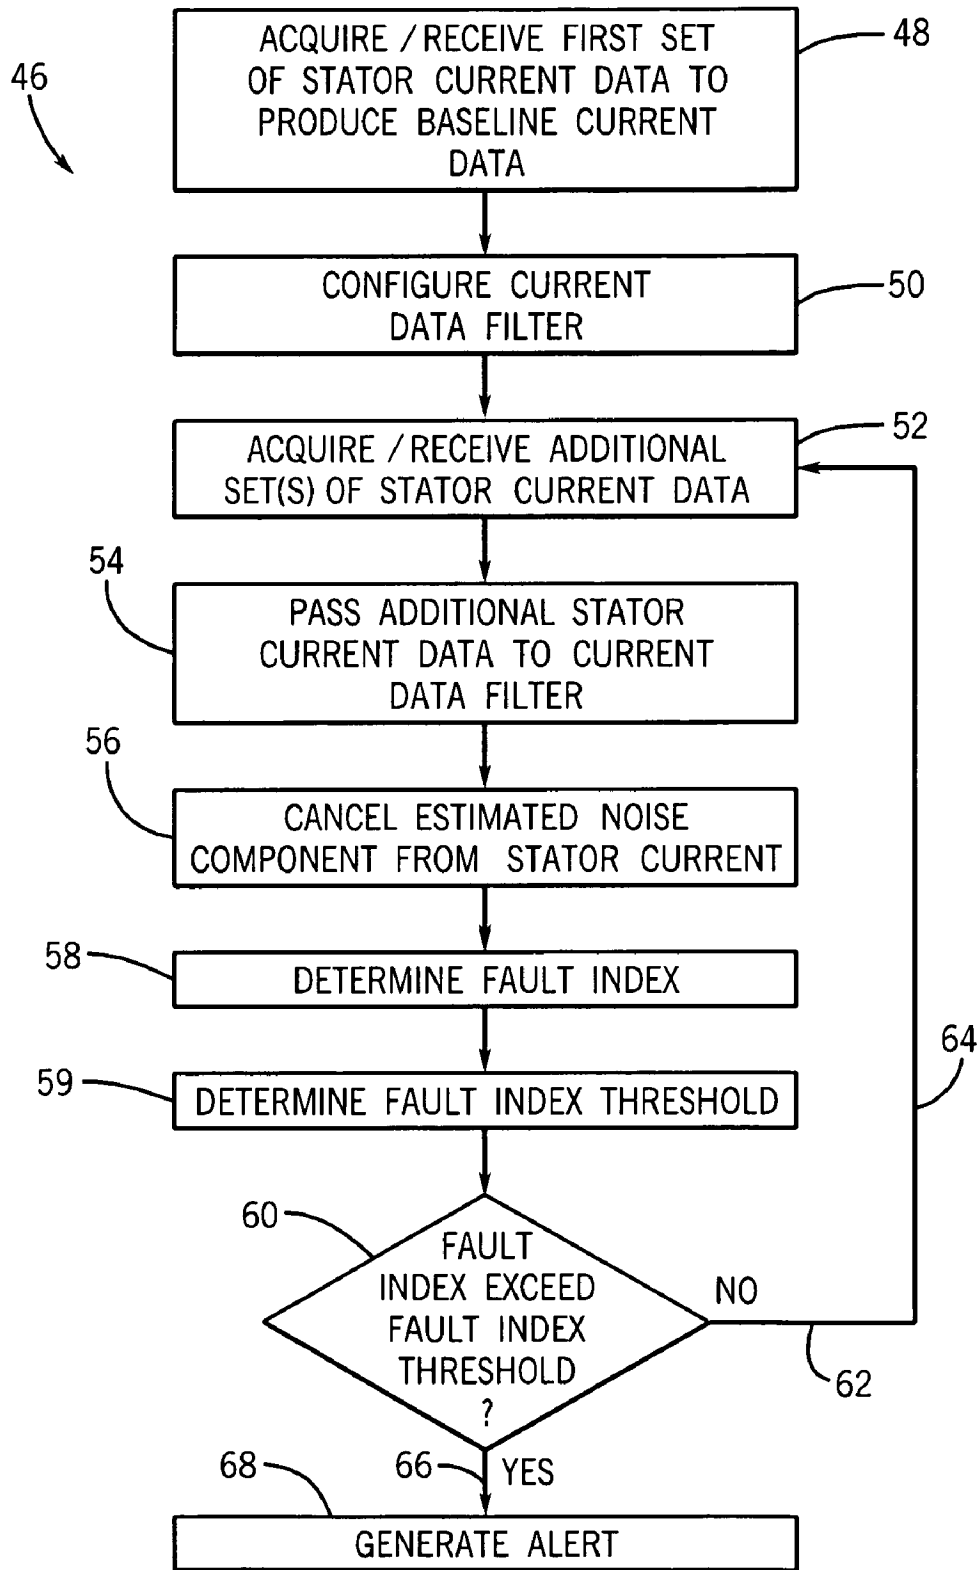 46
ACQUIRE / RECEIVE FIRST SET
OF STATOR CURRENT DATA TO
PRODUCE BASELINE CURRENT
DATA
48
CONFIGURE CURRENT
DATA FILTER
50
ACQUIRE / RECEIVE ADDITIONAL
SET(S) OF STATOR CURRENT DATA
52
54
PASS ADDITIONAL STATOR
CURRENT DATA TO CURRENT
DATA FILTER
56
CANCEL ESTIMATED NOISE
COMPONENT FROM STATOR CURRENT
58
DETERMINE FAULT INDEX
59
DETERMINE FAULT INDEX THRESHOLD
64
60
FAULT
INDEX EXCEED
FAULT INDEX
THRESHOLD
?
NO
62
66
YES
68
GENERATE ALERT